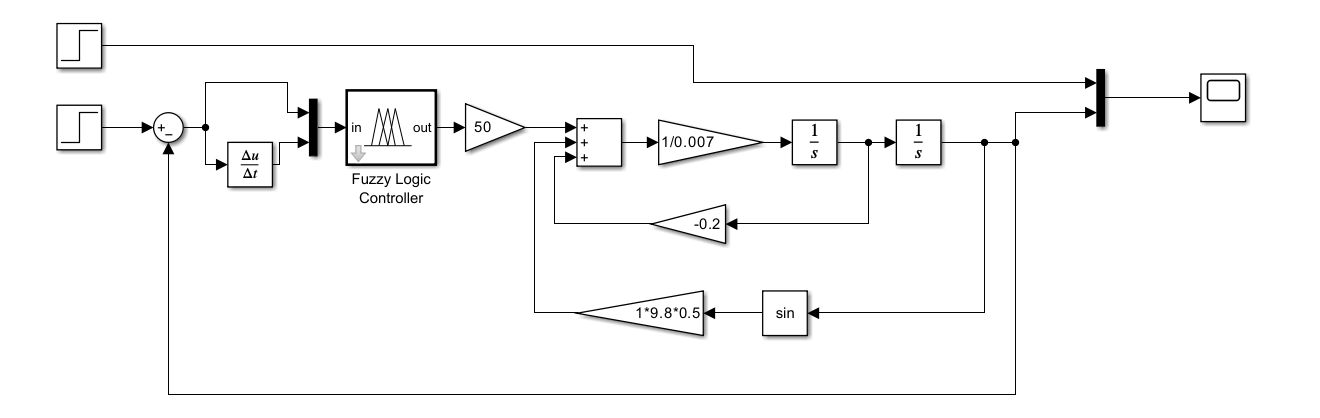 +
−
Δu
Δt
in
out
Fuzzy Logic
Controller
50
+
+
+
1/0.007
1
s
1
s
-0.2
1*9.8*0.5
sin